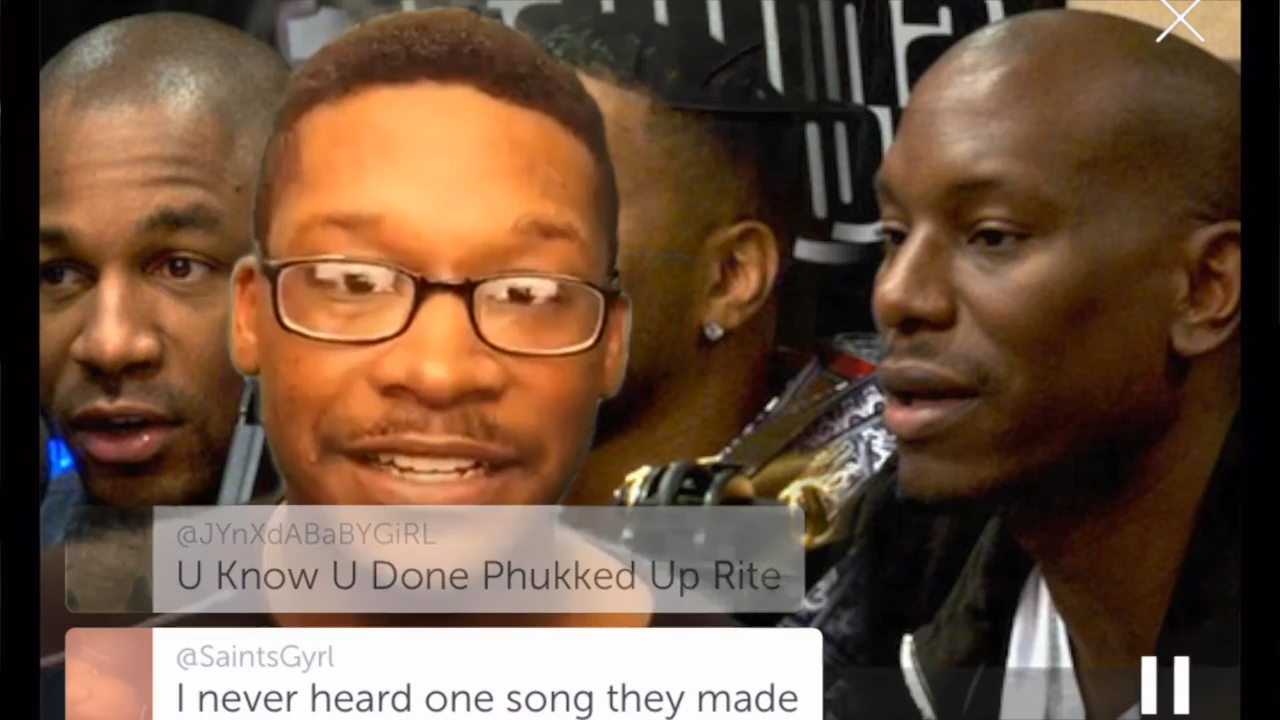 @JYnXdABaBYGiRL
U Know U Done Phukked Up Rite
@SaintsGyrl
I never heard one song they made